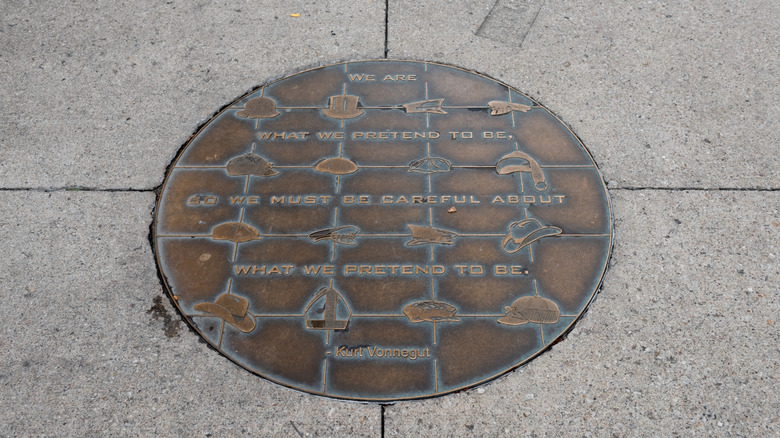 WE ARE
WHAT WE PRETEND TO BE,
SO WE MUST BE CAREFUL ABOUT
WHAT WE PRETEND TO BE.
- Kurt Vonnegut